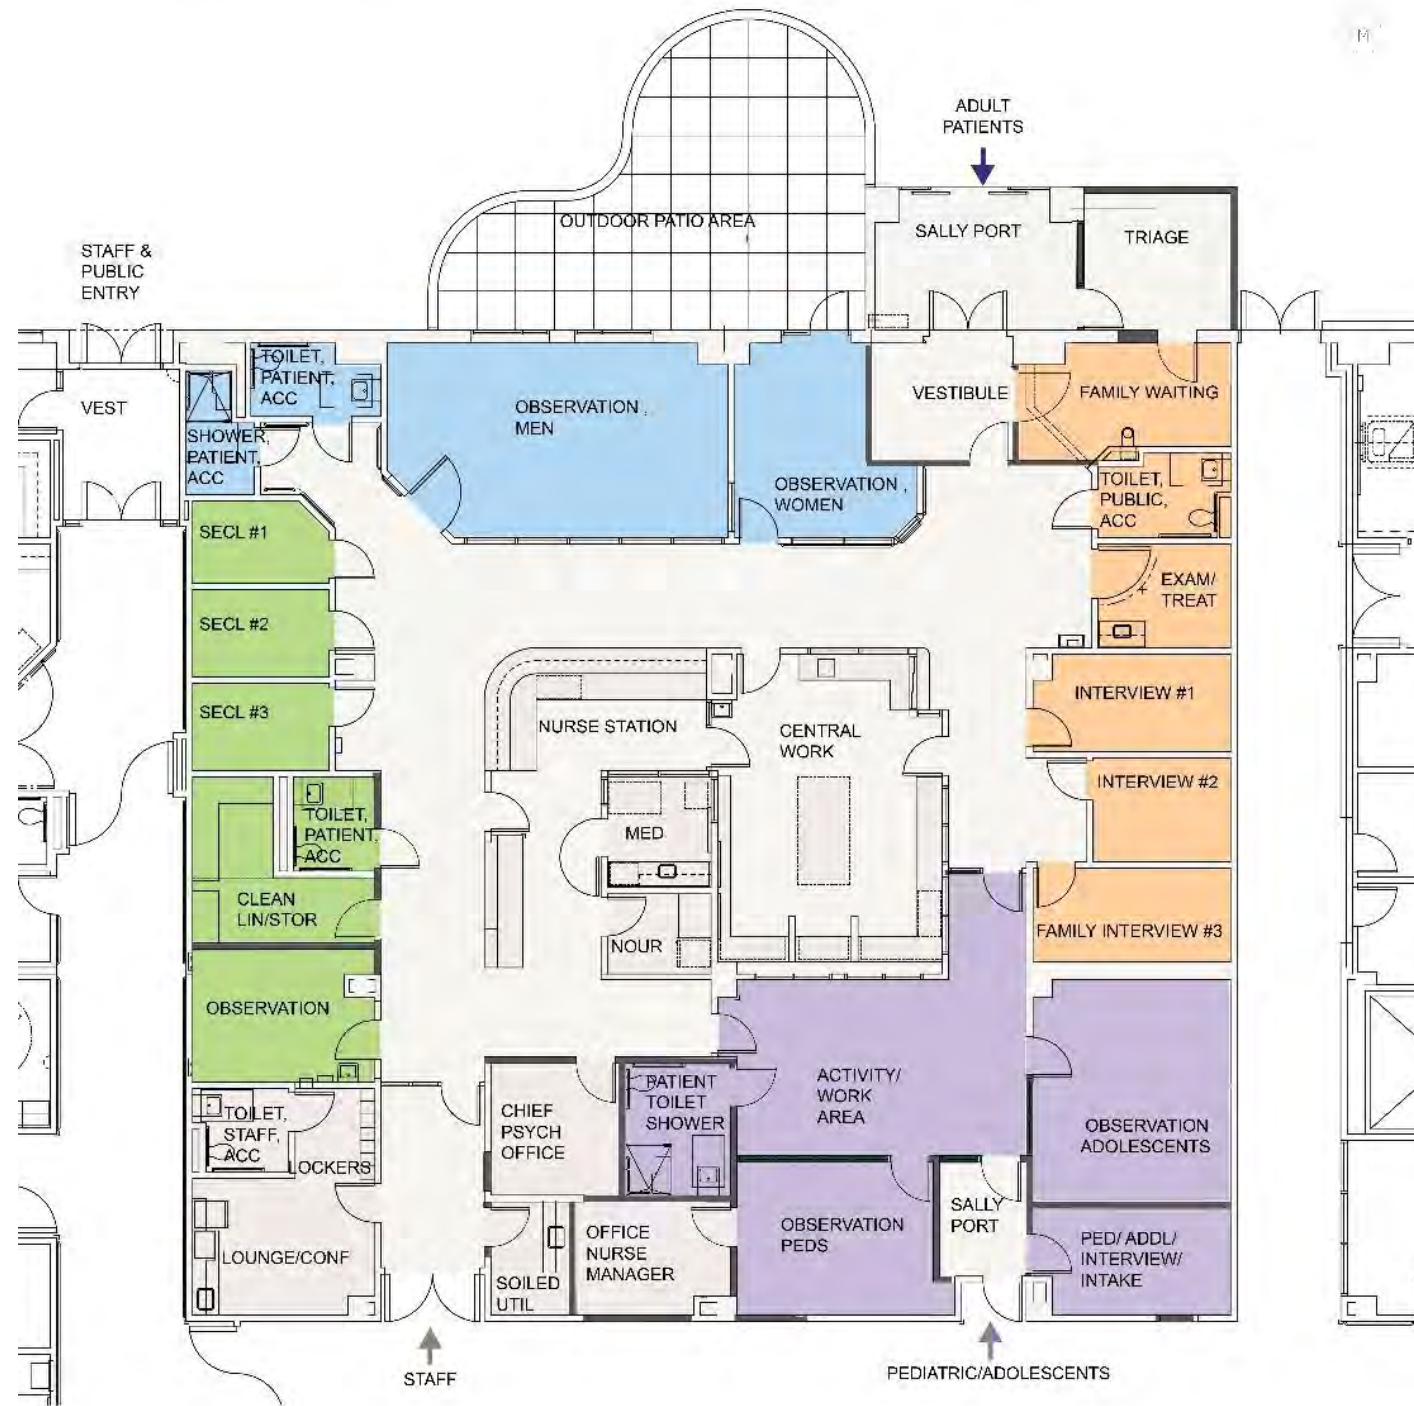 M
ADULT
PATIENTS
OUTDOOR PATIO AREA
SALLY PORT
TRIAGE
STAFF &
PUBLIC
ENTRY
VEST
TOILET,
PATIENT,
ACC
SHOWER,
PATIENT,
ACC
OBSERVATION ,
MEN
OBSERVATION ,
WOMEN
VESTIBULE
FAMILY WAITING
TOILET,
PUBLIC,
ACC
EXAM/
TREAT
SECL #1
SECL #2
SECL #3
NURSE STATION
CENTRAL
WORK
INTERVIEW #1
INTERVIEW #2
FAMILY INTERVIEW #3
TOILET,
PATIENT,
ACC
CLEAN
LIN/STOR
MED
NOUR
OBSERVATION
TOILET,
STAFF,
ACC
LOCKERS
LOUNGE/CONF
CHIEF
PSYCH
OFFICE
PATIENT
TOILET
SHOWER
ACTIVITY/
WORK
AREA
OBSERVATION
ADOLESCENTS
SOILED
UTIL
OFFICE
NURSE
MANAGER
OBSERVATION
PEDS
SALLY
PORT
PED/ ADDL/
INTERVIEW/
INTAKE
STAFF
PEDIATRIC/ADOLESCENTS